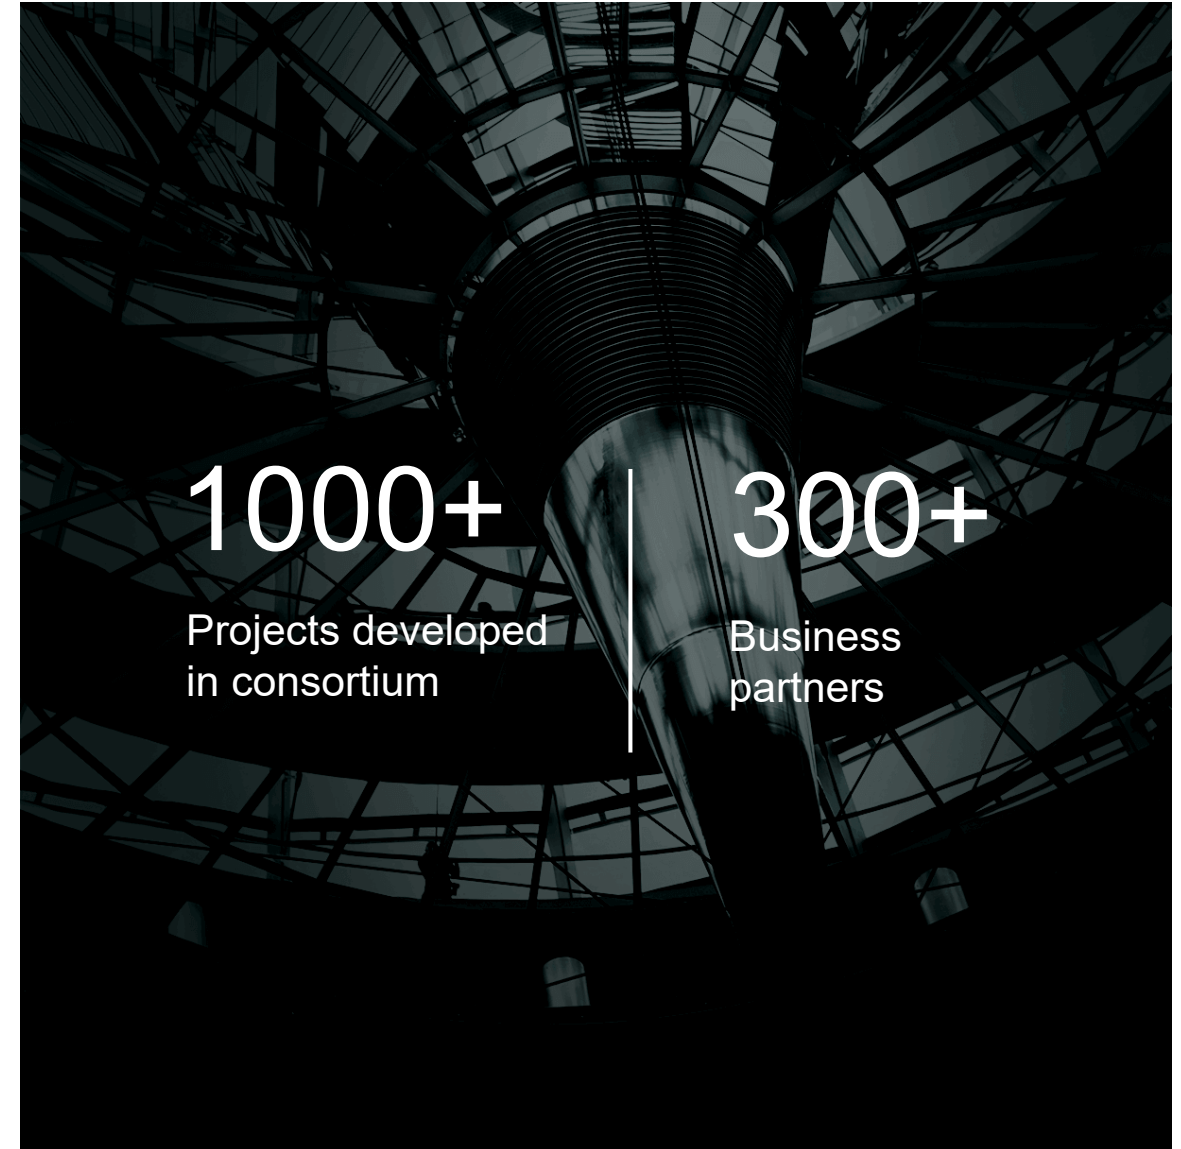 1000+
Projects developed
in consortium
300+
Business
partners